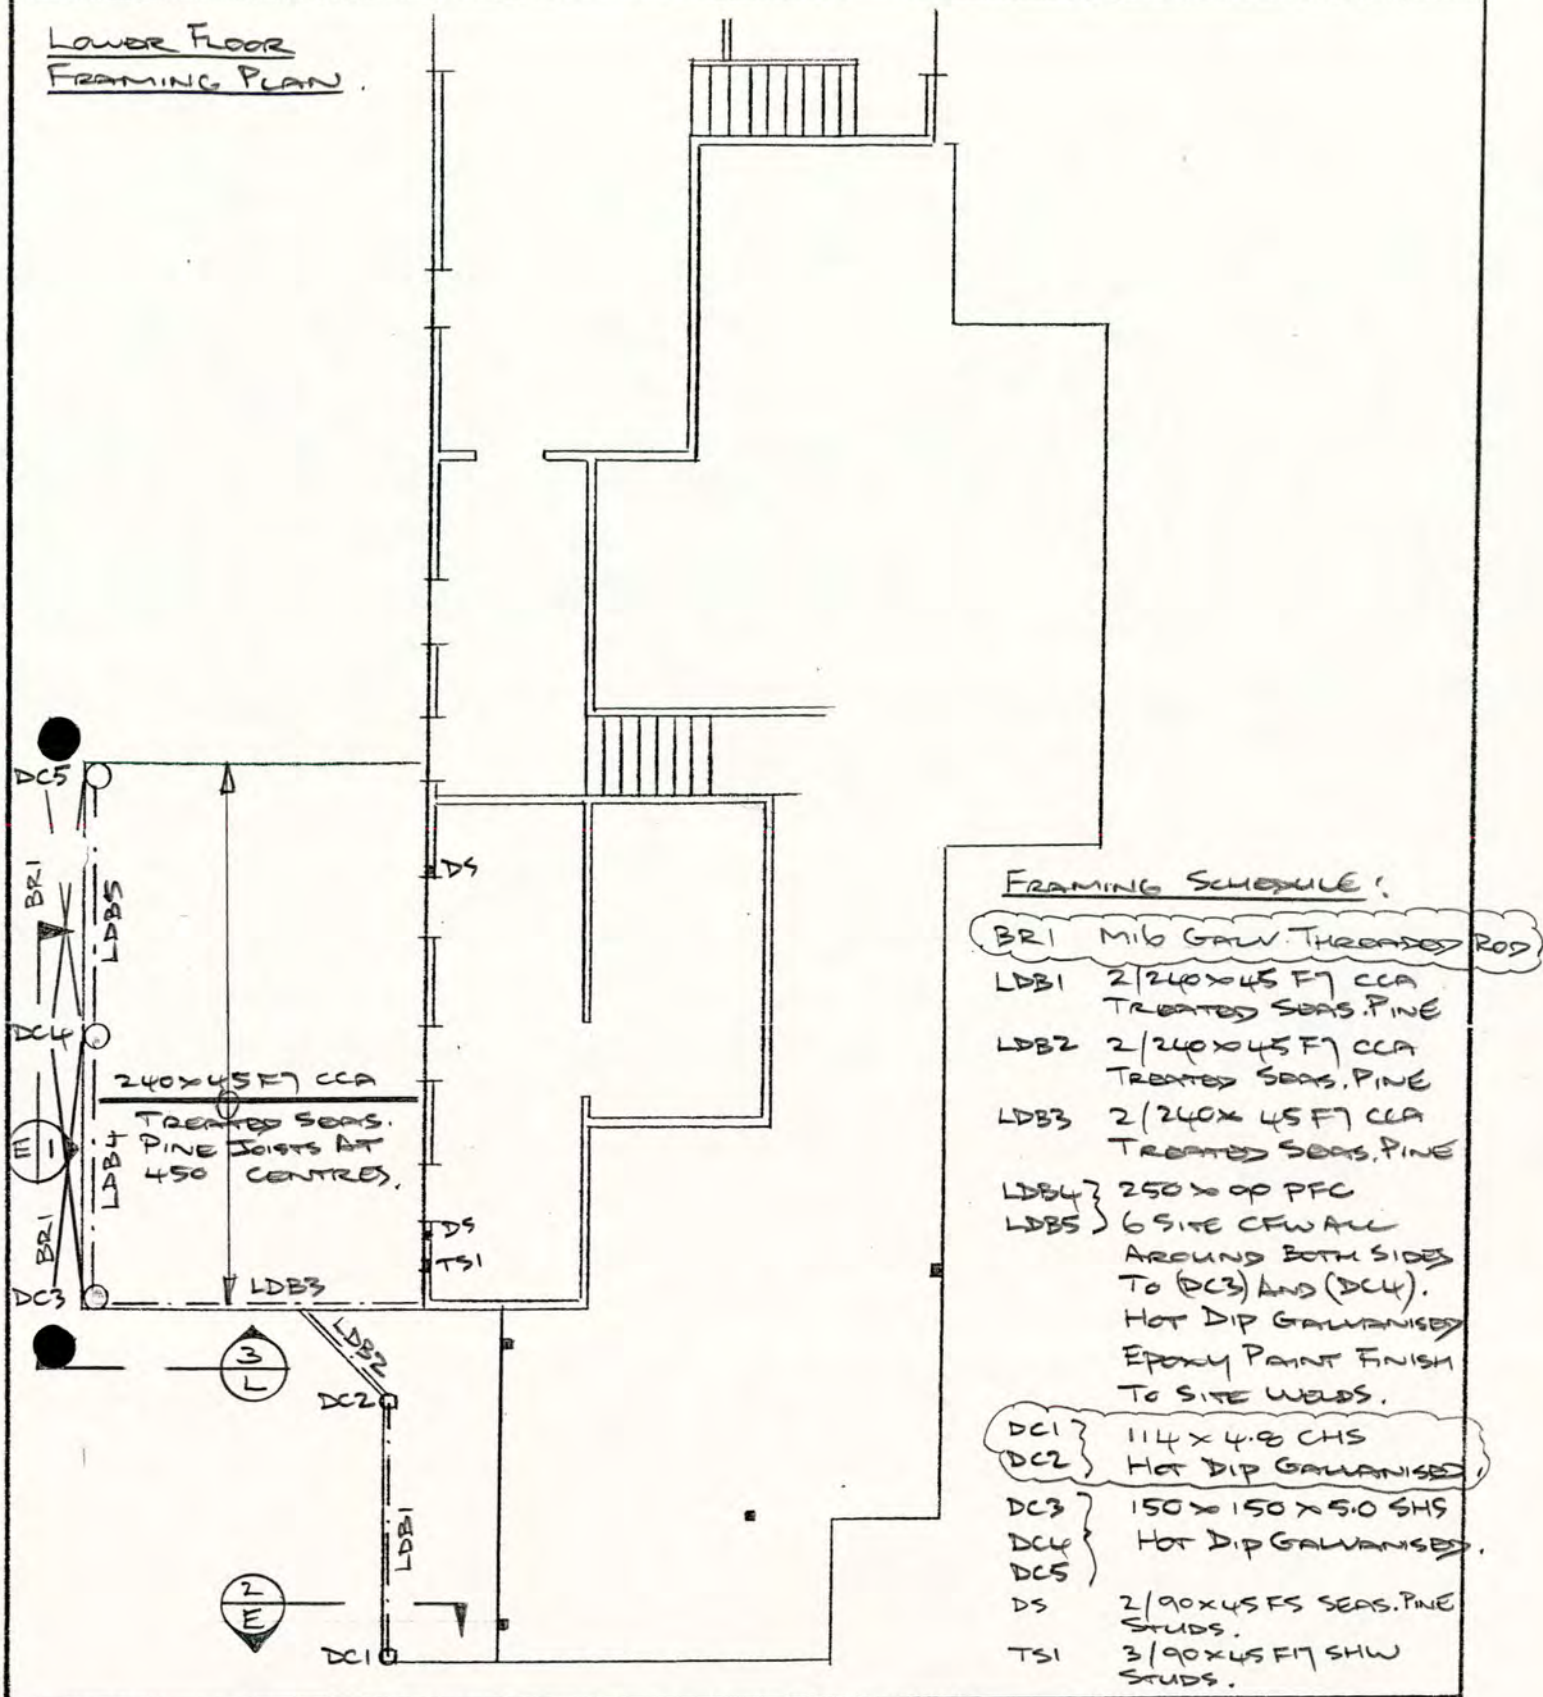 LOWER FLOOR
FRAMING PLAN.
DC5
BR1
LDB5
DS
DC4
240×45 F7 CCA
TREATED SEAS.
PINE JOISTS AT
450 CENTRES.
E 1
LDB4
BR1
DS
TS1
DC3
LDB3
LDB2
3
L
DC2
LDB1
2
E
DC1
FRAMING SCHEDULE:
BR1 M16 GALV. THREADED ROD
LDB1 2/240×45 F7 CCA
TREATED SEAS. PINE
LDB2 2/240×45 F7 CCA
TREATED SEAS. PINE
LDB3 2/240× 45 F7 CCA
TREATED SEAS. PINE
LDB4 } 250 × 90 PFC
LDB5 } 6 SITE CFW ALL
AROUND BOTH SIDES
TO (DC3) AND (DC4).
HOT DIP GALVANISED
EPOXY PAINT FINISH
TO SITE WELDS.
DC1 } 114 × 4.8 CHS
DC2 } HOT DIP GALVANISED.
DC3 } 150 × 150 × 5.0 SHS
DC4 } HOT DIP GALVANISED.
DC5 }
DS 2/90×45 F5 SEAS. PINE
STUDS.
TS1 3/90×45 F17 SHW
STUDS.